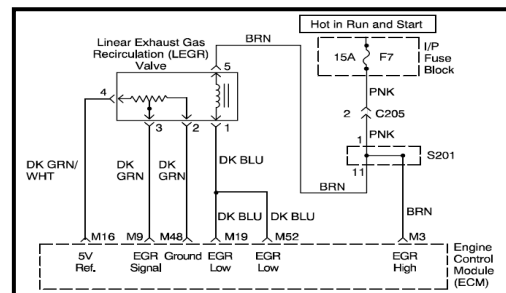 Hot in Run and Start
Linear Exhaust Gas
Recirculation (LEGR)
Valve
BRN
15A F7
I/P
Fuse
Block
5
4
PNK
2 C205
3 2 1
PNK
1
S201
11
DK GRN/
WHT
DK
GRN
DK
GRN
DK BLU
BRN
DK BLU DK BLU
BRN
M16 M9 M48 M19 M52 M3
5V
Ref.
EGR
Signal
Ground
EGR
Low
EGR
Low
EGR
High
Engine
Control
Module
(ECM)